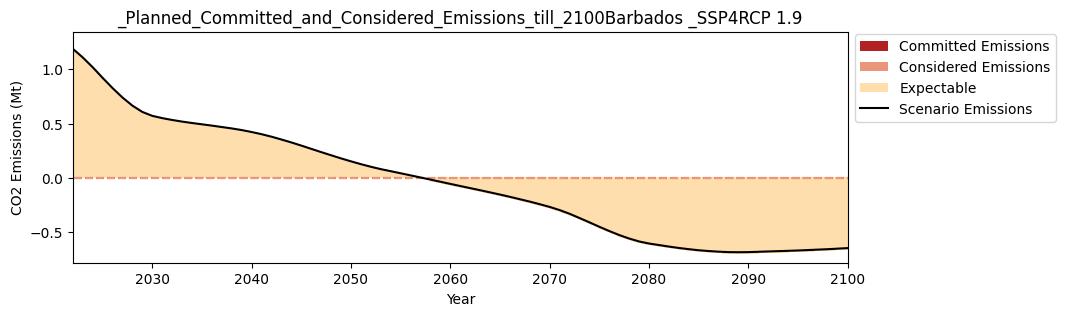 _Planned_Committed_and_Considered_Emissions_till_2100Barbados _SSP4RCP 1.9
CO2 Emissions (Mt)
1.0
0.5
0.0
−0.5
2030 2040 2050 2060 2070 2080 2090 2100
Year
Committed Emissions
Considered Emissions
Expectable
Scenario Emissions